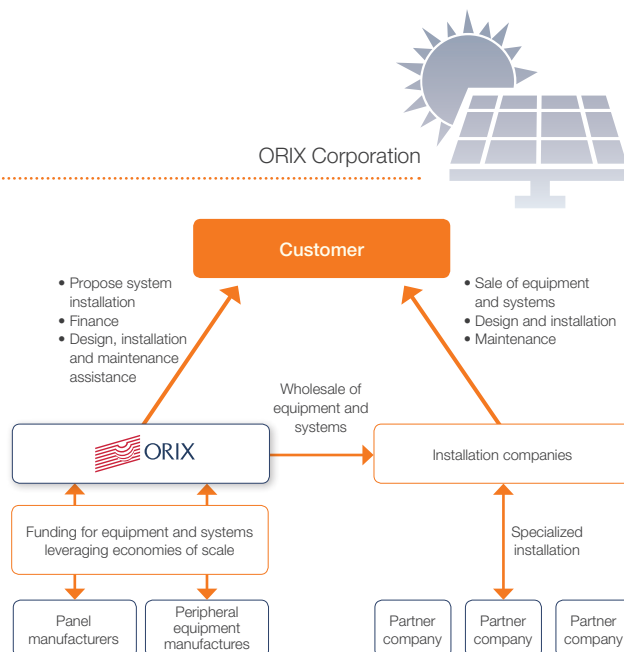 ORIX Corporation
Customer
• Propose system
installation
• Finance
• Design, installation
and maintenance
assistance
• Sale of equipment
and systems
• Design and installation
• Maintenance
Wholesale of
equipment and
systems
ORIX
Installation companies
Funding for equipment and systems
leveraging economies of scale
Specialized
installation
Panel
manufacturers
Peripheral
equipment
manufactures
Partner
company
Partner
company
Partner
company